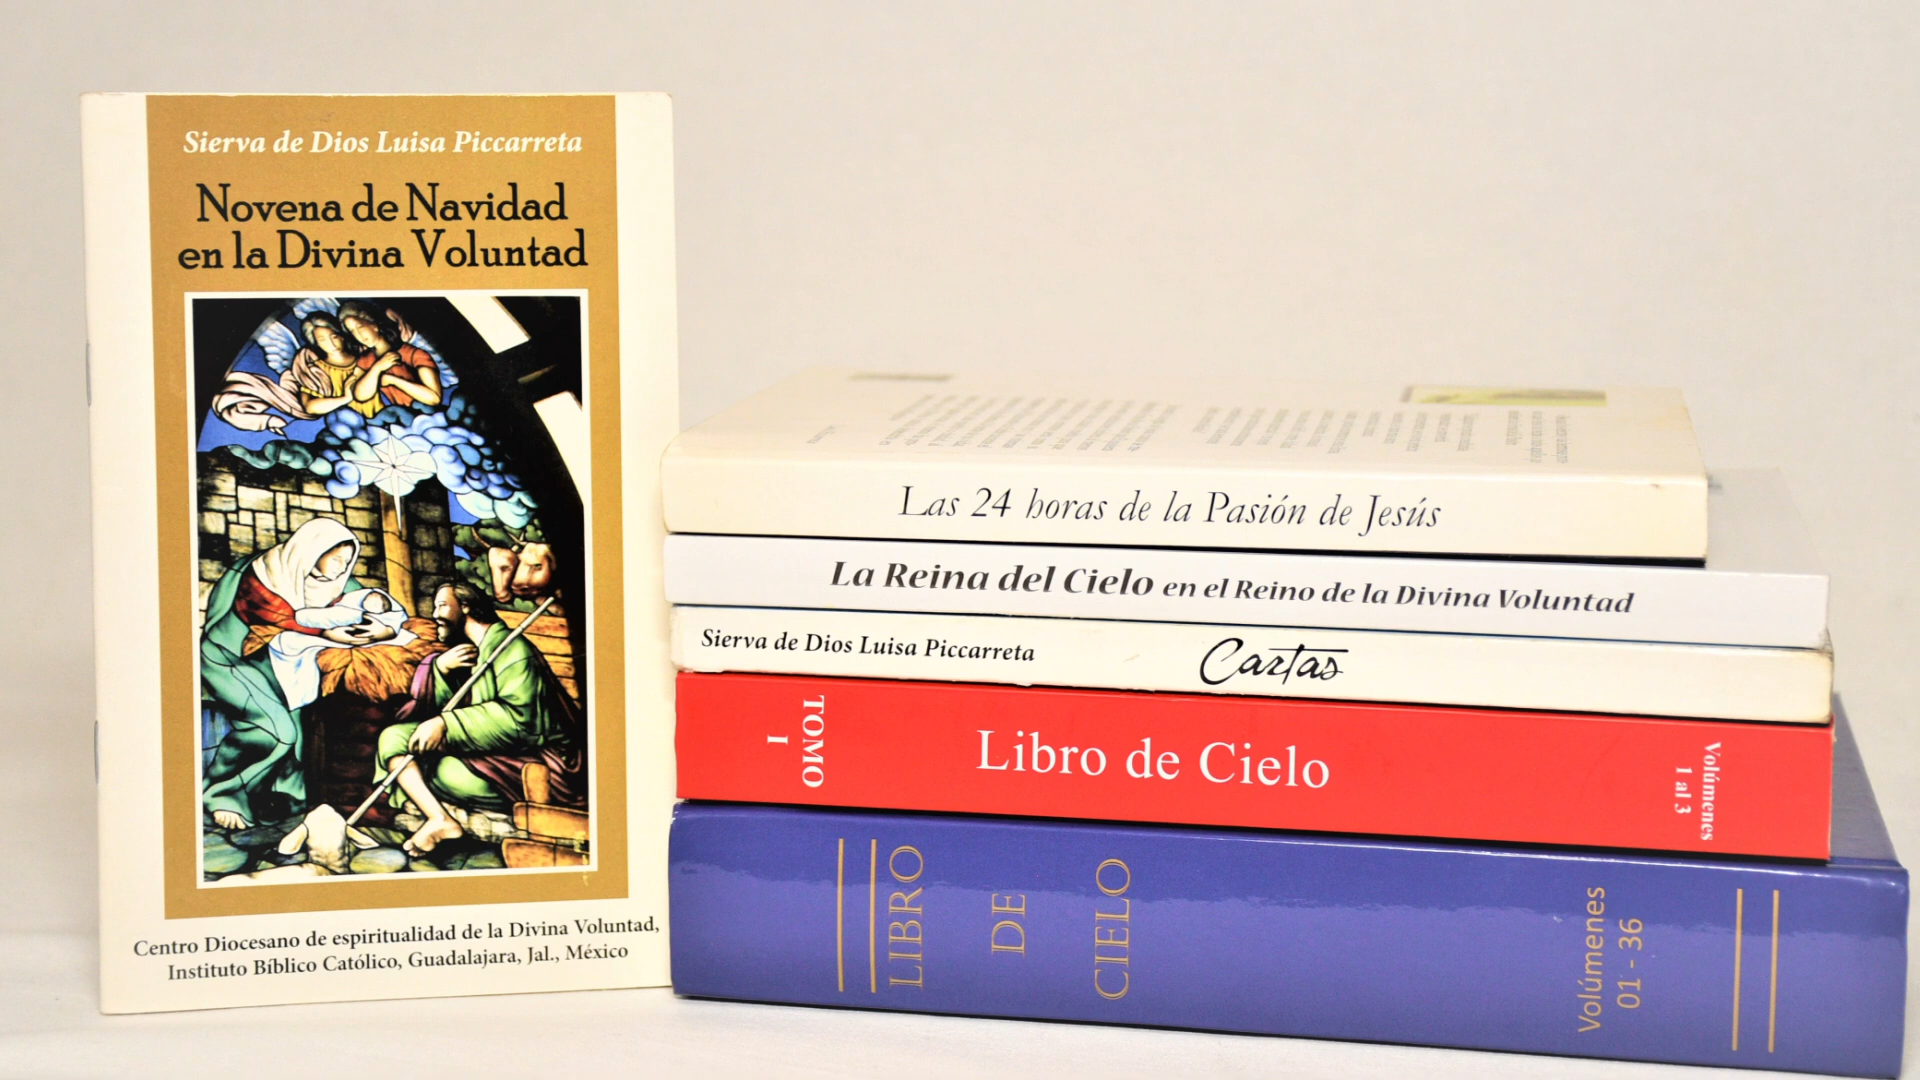 Sierva de Dios Luisa Piccarreta
Novena de Navidad
en la Divina Voluntad
Centro Diocesano de espiritualidad de la Divina Voluntad,
Instituto Bíblico Católico, Guadalajara, Jal., México
Las 24 horas de la Pasión de Jesús
La Reina del Cielo en el Reino de la Divina Voluntad
Sierva de Dios Luisa Piccarreta Cartas
TOMO
I
Libro de Cielo
Volúmenes
1 al 3
LIBRO
DE
CIELO
Volúmenes
01 - 36